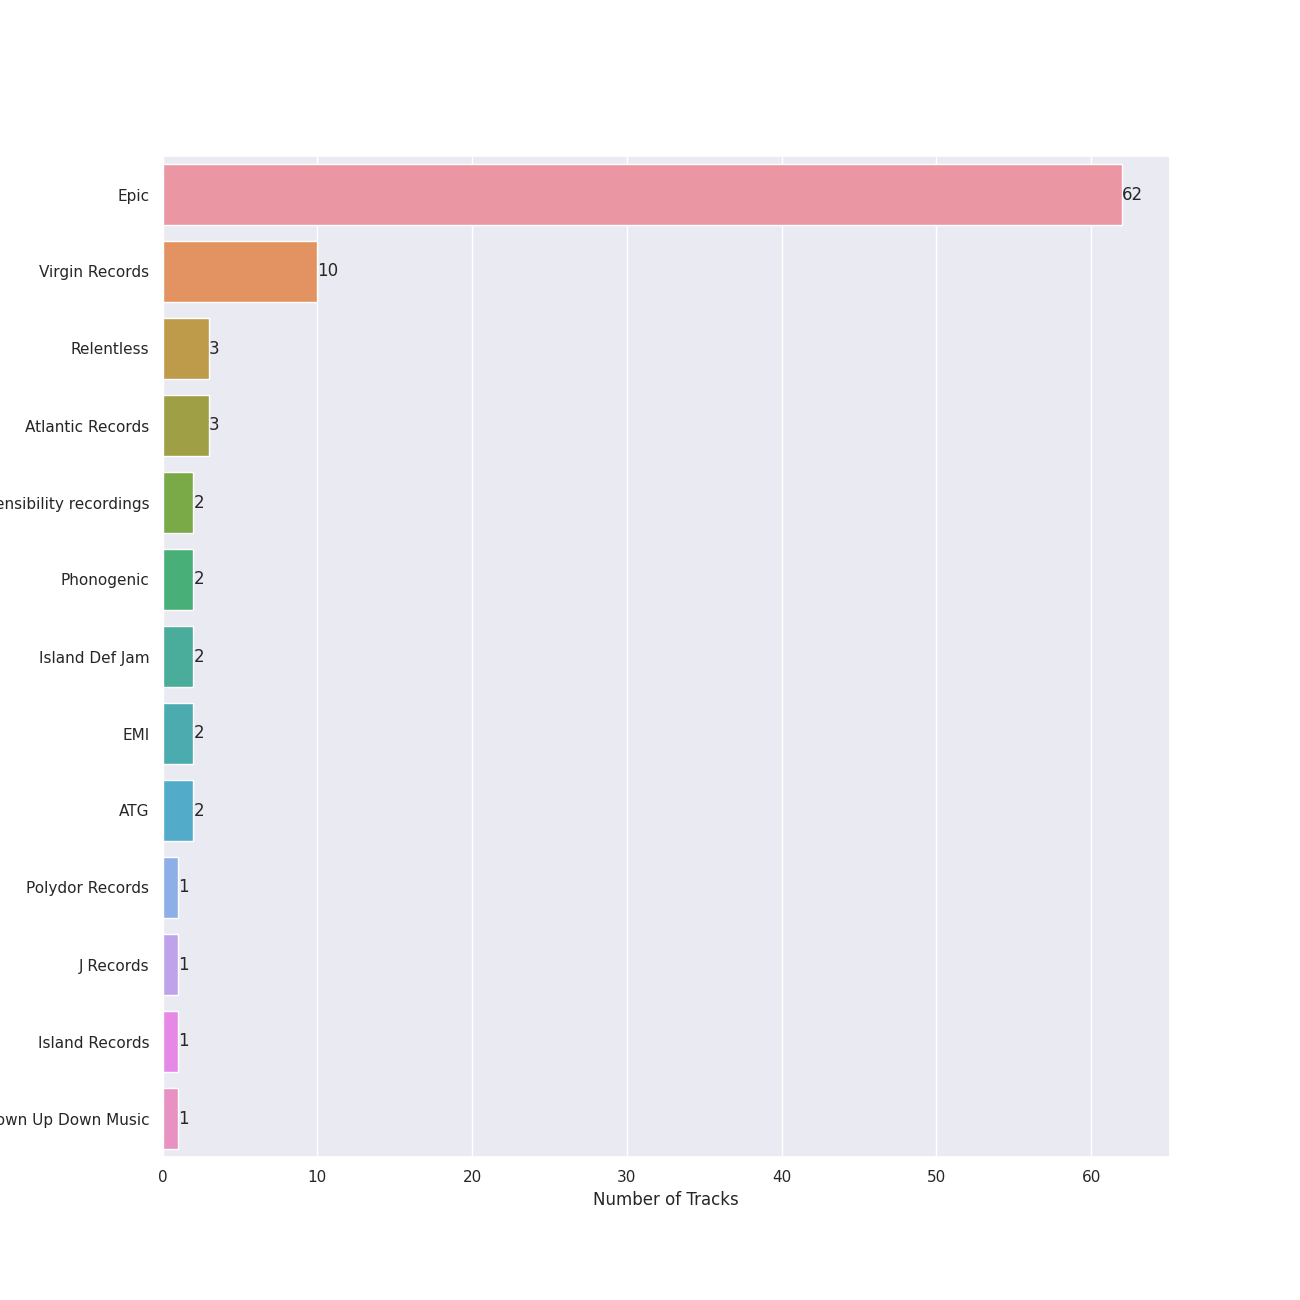 Epic 62
Virgin Records 10
Relentless 3
Atlantic Records 3
recordings 2
Phonogenic 2
Island Def Jam 2
EMI 2
ATG 2
Polydor Records 1
J Records 1
Island Records 1
Up Down Music 1
0 10 20 30 40 50 60
Number of Tracks